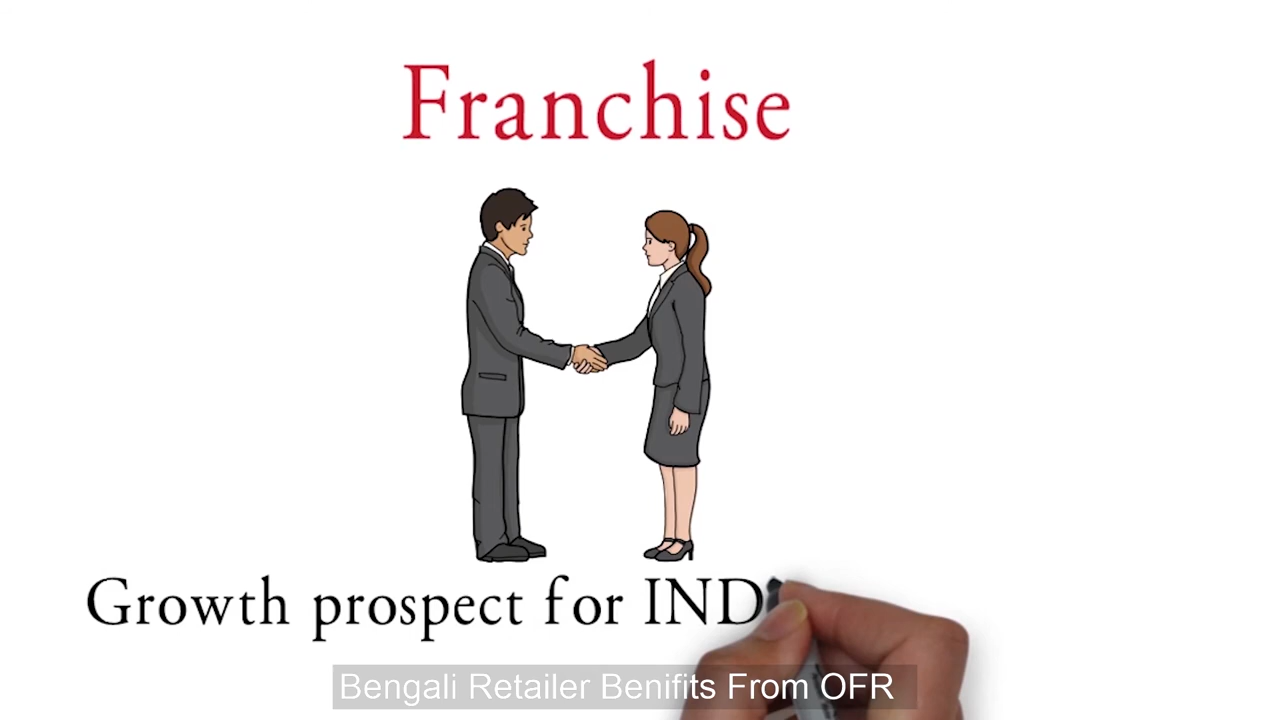 Franchise
Growth prospect for IND
Bengali Retailer Benifits From OFR